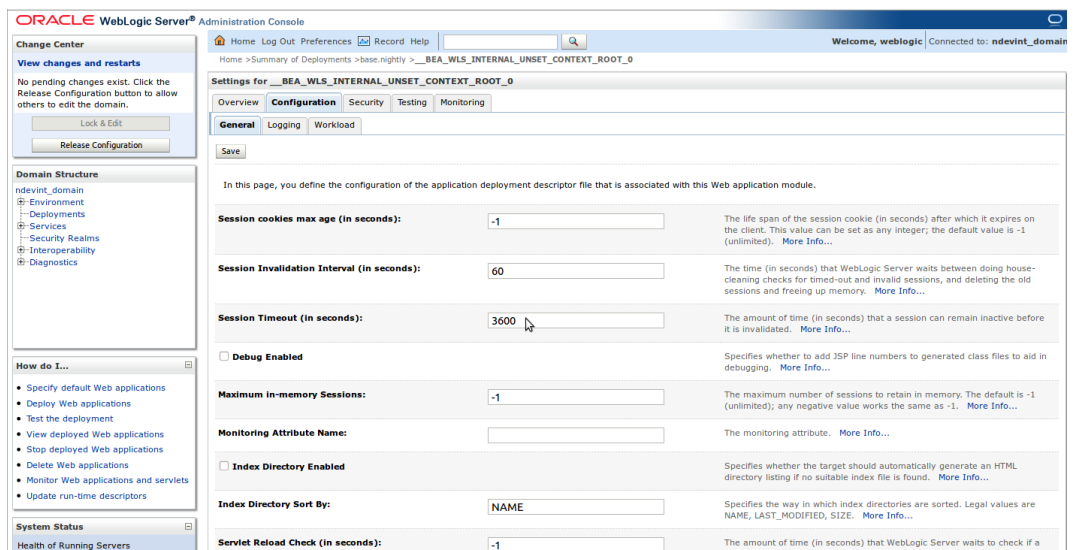 ORACLE WebLogic Server® Administration Console
Change Center
View changes and restarts
No pending changes exist. Click the
Release Configuration button to allow
others to edit the domain.
Lock & Edit
Release Configuration
Domain Structure
ndevint_domain
Environment
Deployments
Services
Security Realms
Interoperability
Diagnostics
How do I...
Specify default Web applications
Deploy Web applications
Test the deployment
View deployed Web applications
Stop deployed Web applications
Delete Web applications
Monitor Web applications and servlets
Update run-time descriptors
System Status
Health of Running Servers
Home Log Out Preferences Record Help
Welcome, weblogic Connected to: ndevint_domain
Home >Summary of Deployments >base.nightly >__BEA_WLS_INTERNAL_UNSET_CONTEXT_ROOT_0
Settings for __BEA_WLS_INTERNAL_UNSET_CONTEXT_ROOT_0
Overview Configuration Security Testing Monitoring
General Logging Workload
Save
In this page, you define the configuration of the application deployment descriptor file that is associated with this Web application module.
Session cookies max age (in seconds):
-1
The life span of the session cookie (in seconds) after which it expires on
the client. This value can be set as any integer; the default value is -1
(unlimited). More Info...
Session Invalidation Interval (in seconds):
60
The time (in seconds) that WebLogic Server waits between doing house-
cleaning checks for timed-out and invalid sessions, and deleting the old
sessions and freeing up memory. More Info...
Session Timeout (in seconds):
3600
The amount of time (in seconds) that a session can remain inactive before
it is invalidated. More Info...
Debug Enabled
Specifies whether to add JSP line numbers to generated class files to aid in
debugging. More Info...
Maximum in-memory Sessions:
-1
The maximum number of sessions to retain in memory. The default is -1
(unlimited); any negative value works the same as -1. More Info...
Monitoring Attribute Name:
The monitoring attribute. More Info...
Index Directory Enabled
Specifies whether the target should automatically generate an HTML
directory listing if no suitable index file is found. More Info...
Index Directory Sort By:
NAME
Specifies the way in which index directories are sorted. Legal values are
NAME, LAST_MODIFIED, SIZE. More Info...
Servlet Reload Check (in seconds):
-1
The amount of time (in seconds) that WebLogic Server waits to check if a